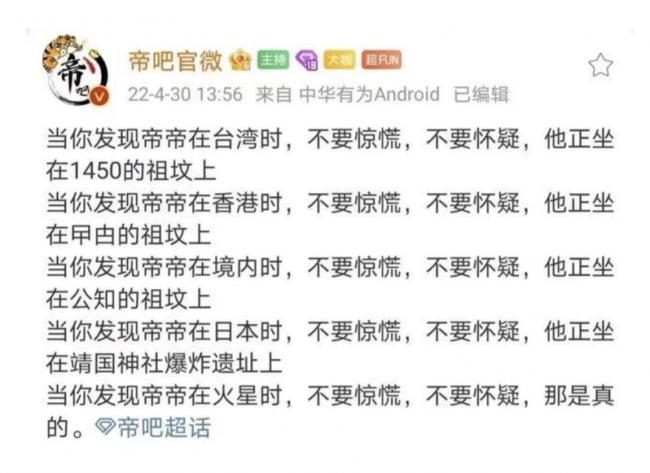 帝吧官微 6 主持 18 大咖 超FUN
22-4-30 13:56 来自 中华有为Android 已编辑
当你发现帝帝在台湾时，不要惊慌，不要怀疑，他正坐
在1450的祖坟上
当你发现帝帝在香港时，不要惊慌，不要怀疑，他正坐
在曱甴的祖坟上
当你发现帝帝在境内时，不要惊慌，不要怀疑，他正坐
在公知的祖坟上
当你发现帝帝在日本时，不要惊慌，不要怀疑，他正坐
在靖国神社爆炸遗址上
当你发现帝帝在火星时，不要惊慌，不要怀疑，那是真
的。帝吧超话
帝
吧